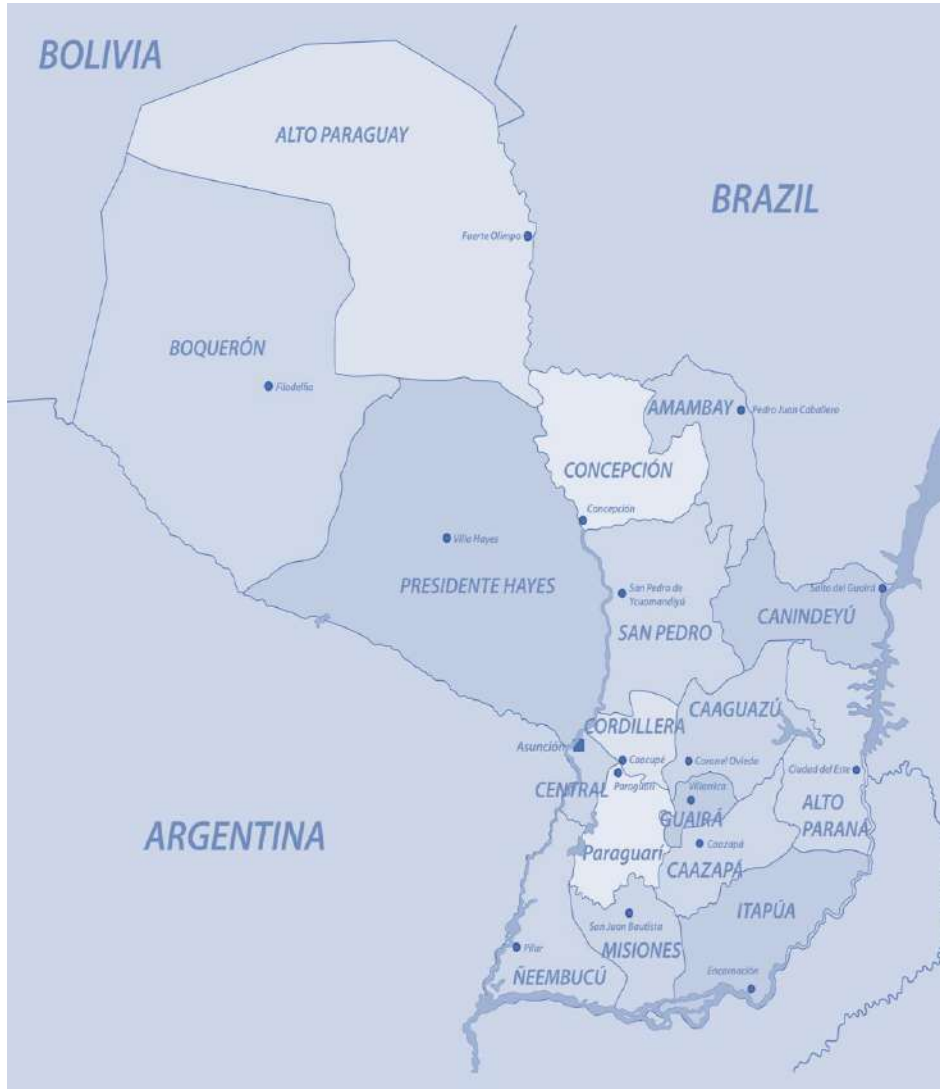 BOLIVIA
ALTO PARAGUAY
BRAZIL
Fuerte Olimpo
BOQUERÓN
Filadelfia
AMAMBAY
Pedro Juan Caballero
CONCEPCIÓN
Concepción
Villa Hayes
PRESIDENTE HAYES
San Pedro de
Ycuamandiyú
Salto del Guairá
CANINDEYÚ
SAN PEDRO
CAAGUAZÚ
CORDILLERA
Asunción
Caacupé
Coronel Oviedo
Ciudad del Este
CENTRAL
Paraguarí
Villarrica
ALTO
PARANÁ
GUAIRÁ
ARGENTINA
Paraguarí
Caazapá
CAAZAPÁ
ITAPÚA
San Juan Bautista
MISIONES
Pilar
ÑEEMBUCÚ
Encarnación